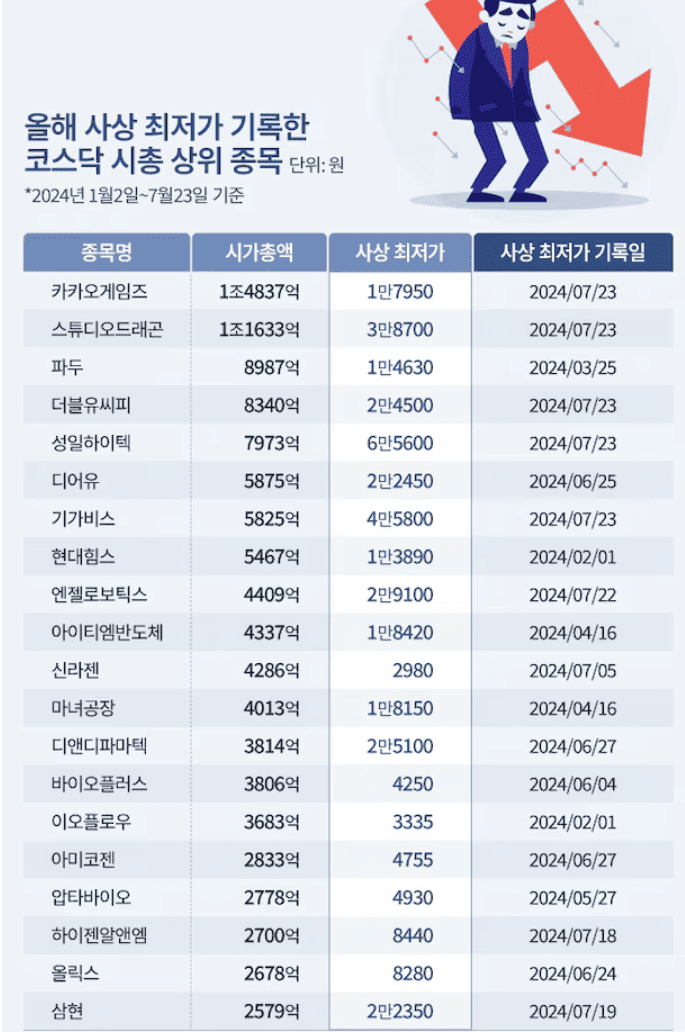 올해 사상 최저가 기록한
코스닥 시총 상위 종목 단위: 원
*2024년 1월2일~7월23일 기준
종목명 시가총액 사상 최저가 사상 최저가 기록일
카카오게임즈 1조4837억 1만7950 2024/07/23
스튜디오드래곤 1조1633억 3만8700 2024/07/23
파두 8987억 1만4630 2024/03/25
더블유씨피 8340억 2만4500 2024/07/23
성일하이텍 7973억 6만5600 2024/07/23
디어유 5875억 2만2450 2024/06/25
기가비스 5825억 4만5800 2024/07/23
현대힘스 5467억 1만3890 2024/02/01
엔젤로보틱스 4409억 2만9100 2024/07/22
아이티엠반도체 4337억 1만8420 2024/04/16
신라젠 4286억 2980 2024/07/05
마녀공장 4013억 1만8150 2024/04/16
디앤디파마텍 3814억 2만5100 2024/06/27
바이오플러스 3806억 4250 2024/06/04
이오플로우 3683억 3335 2024/02/01
아미코젠 2833억 4755 2024/06/27
압타바이오 2778억 4930 2024/05/27
하이젠알앤엠 2700억 8440 2024/07/18
올릭스 2678억 8280 2024/06/24
삼현 2579억 2만2350 2024/07/19